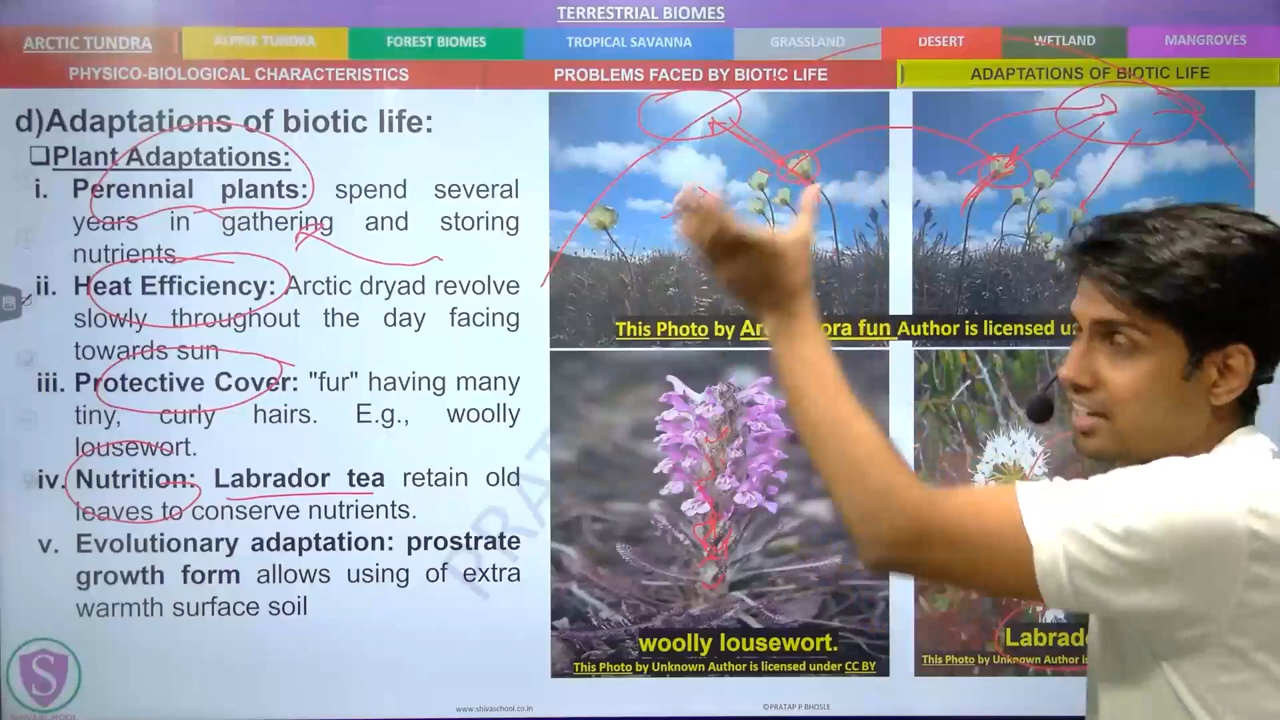 TERRESTRIAL BIOMES
ARCTIC TUNDRA
ALPINE TUNDRA
FOREST BIOMES
TROPICAL SAVANNA
GRASSLAND
DESERT
WETLAND
MANGROVES
PHYSICO-BIOLOGICAL CHARACTERISTICS
PROBLEMS FACED BY BIOTIC LIFE
ADAPTATIONS OF BIOTIC LIFE
d)Adaptations of biotic life:
❑Plant Adaptations:
i. Perennial plants: spend several
years in gathering and storing
nutrients
ii. Heat Efficiency: Arctic dryad revolve
slowly throughout the day facing
towards sun
iii. Protective Cover: "fur" having many
tiny, curly hairs. E.g., woolly
lousewort.
iv. Nutrition: Labrador tea retain old
leaves to conserve nutrients.
v. Evolutionary adaptation: prostrate
growth form allows using of extra
warmth surface soil
This Photo by fun Author is licensed
woolly lousewort.
This Photo by Unknown Author is licensed under CC BY
Labrad
This Photo by Unknown Author is
S
SHIVA SCHOOL
www.shivaschool.co.in
©PRATAP P BHOSLE